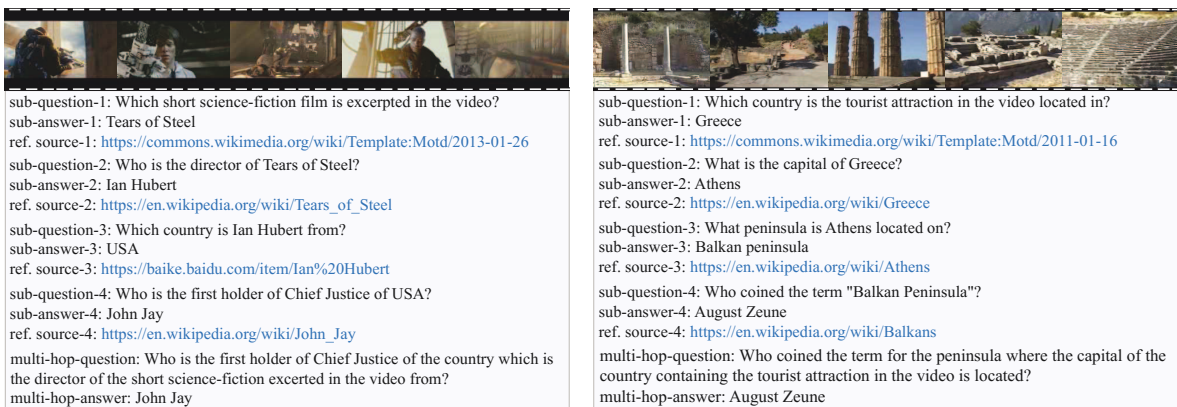 sub-question-1: Which short science-fiction film is excerpted in the video?
sub-answer-1: Tears of Steel
ref. source-1: https://commons.wikimedia.org/wiki/Template:Motd/2013-01-26
sub-question-2: Who is the director of Tears of Steel?
sub-answer-2: Ian Hubert
ref. source-2: https://en.wikipedia.org/wiki/Tears_of_Steel
sub-question-3: Which country is Ian Hubert from?
sub-answer-3: USA
ref. source-3: https://baike.baidu.com/item/Ian%20Hubert
sub-question-4: Who is the first holder of Chief Justice of USA?
sub-answer-4: John Jay
ref. source-4: https://en.wikipedia.org/wiki/John_Jay
multi-hop-question: Who is the first holder of Chief Justice of the country which is
the director of the short science-fiction excerted in the video from?
multi-hop-answer: John Jay
sub-question-1: Which country is the tourist attraction in the video located in?
sub-answer-1: Greece
ref. source-1: https://commons.wikimedia.org/wiki/Template:Motd/2011-01-16
sub-question-2: What is the capital of Greece?
sub-answer-2: Athens
ref. source-2: https://en.wikipedia.org/wiki/Greece
sub-question-3: What peninsula is Athens located on?
sub-answer-3: Balkan peninsula
ref. source-3: https://en.wikipedia.org/wiki/Athens
sub-question-4: Who coined the term "Balkan Peninsula"?
sub-answer-4: August Zeune
ref. source-4: https://en.wikipedia.org/wiki/Balkans
multi-hop-question: Who coined the term for the peninsula where the capital of the
country containing the tourist attraction in the video is located?
multi-hop-answer: August Zeune